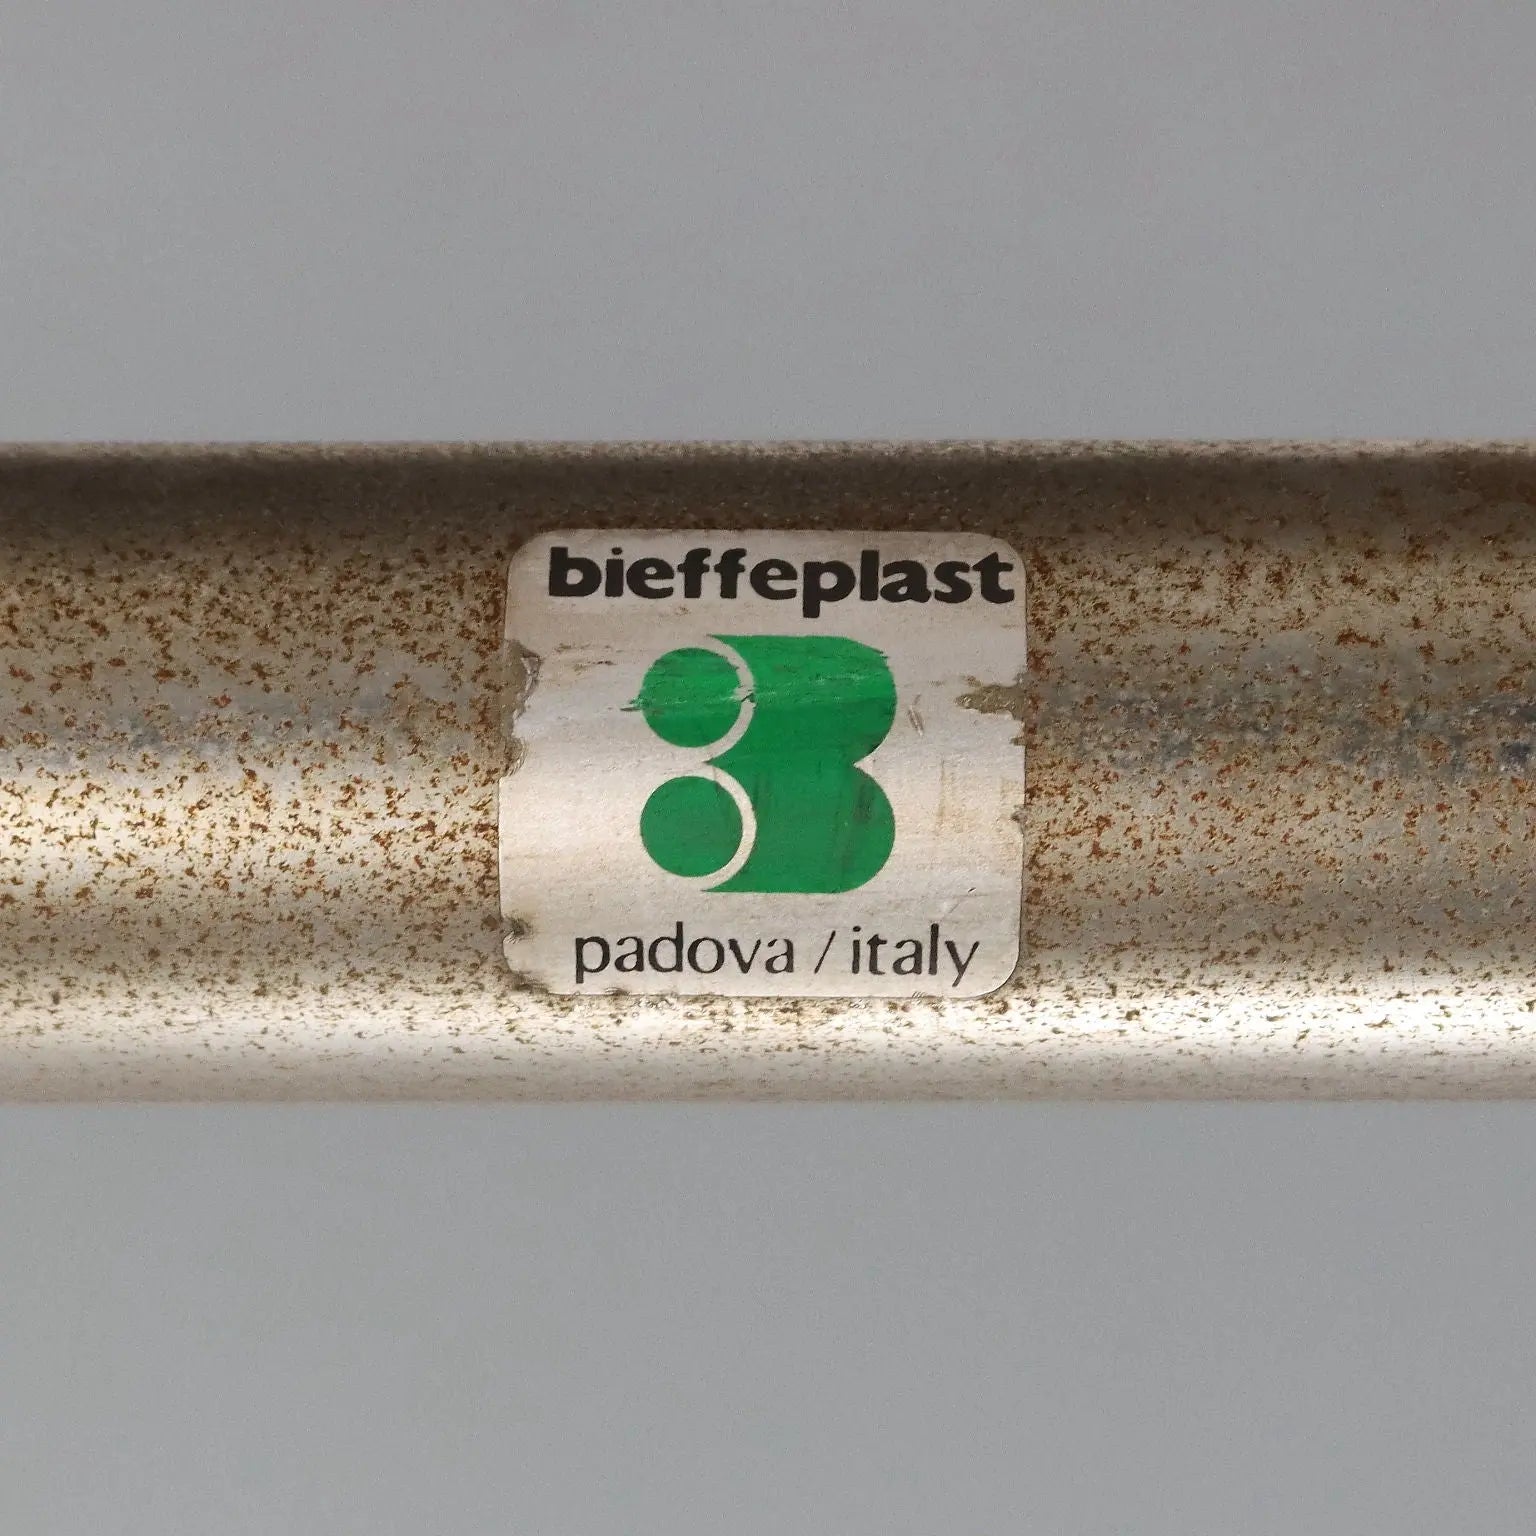 bieffeplast
padova / italy